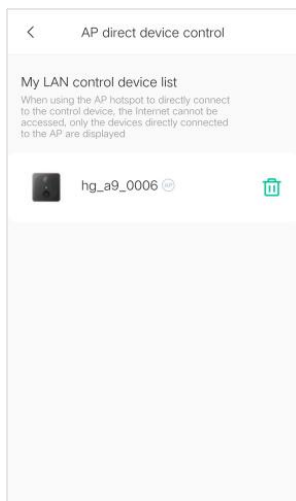 AP direct device control
My LAN control device list
When using the AP hotspot to directly connect
to the control device, the Internet cannot be
accessed, only the devices directly connected
to the AP are displayed
hg_a9_0006 AP